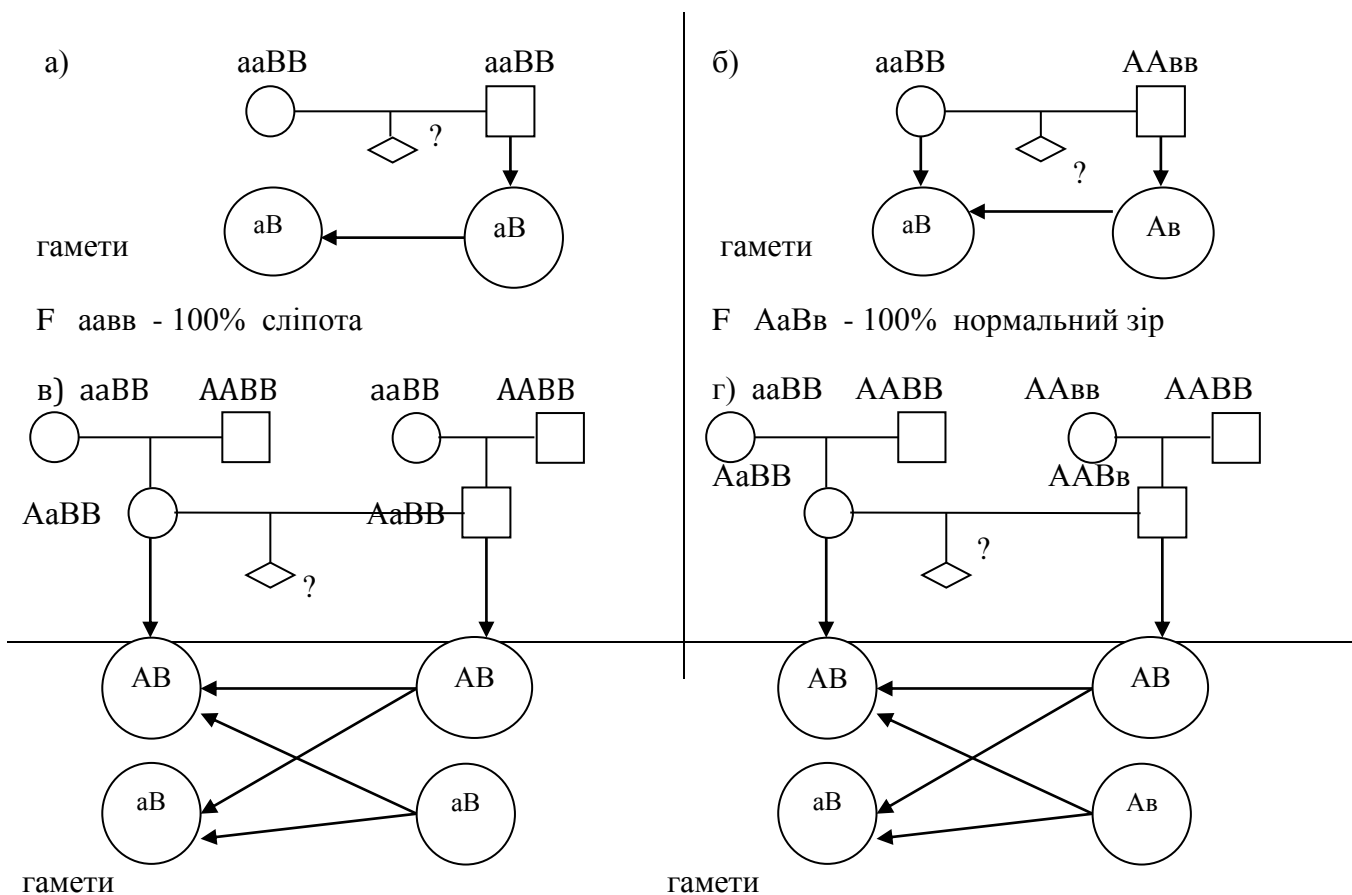 а) ааВВ ааВВ
?
аВ аВ
гамети
F аавв - 100% сліпота
б) ааВВ ААвв
?
аВ Ав
гамети
F АаВв - 100% нормальний зір
в) ааВВ ААВВ ааВВ ААВВ
АаВВ АаВВ
?
АВ АВ
аВ аВ
гамети
г) ааВВ ААВВ ААвв ААВВ
АаВВ ААВв
?
АВ АВ
аВ Ав
гамети